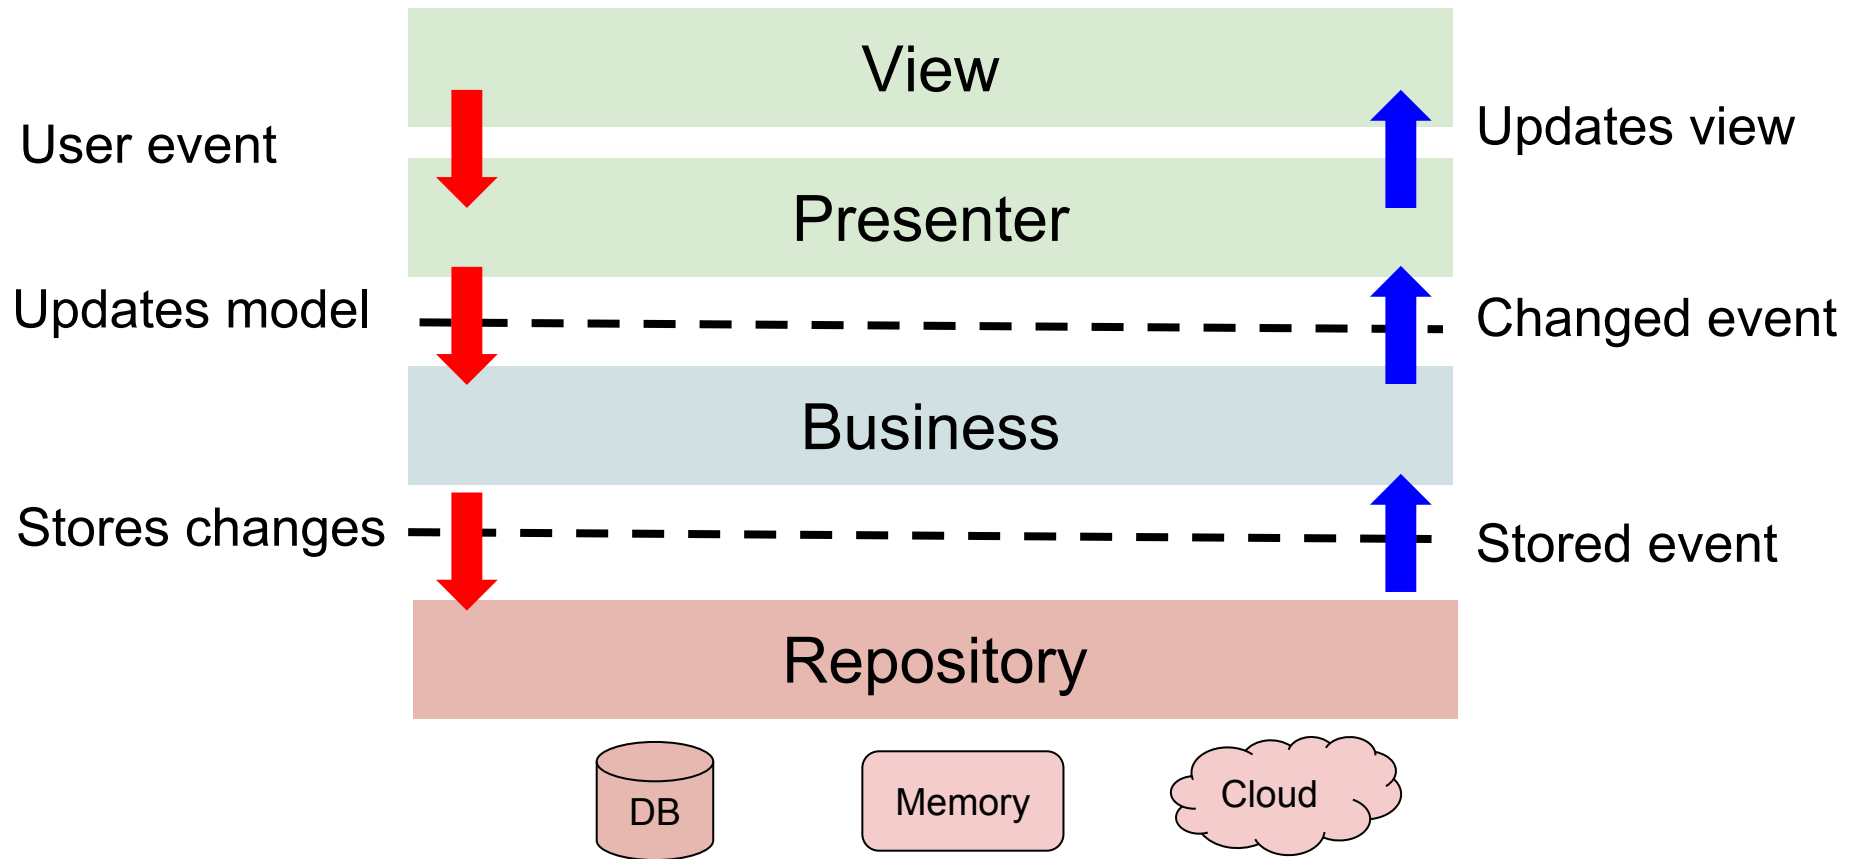 View
User event
Updates view
Presenter
Updates model
Changed event
Business
Stores changes
Stored event
Repository
DB
Memory
Cloud